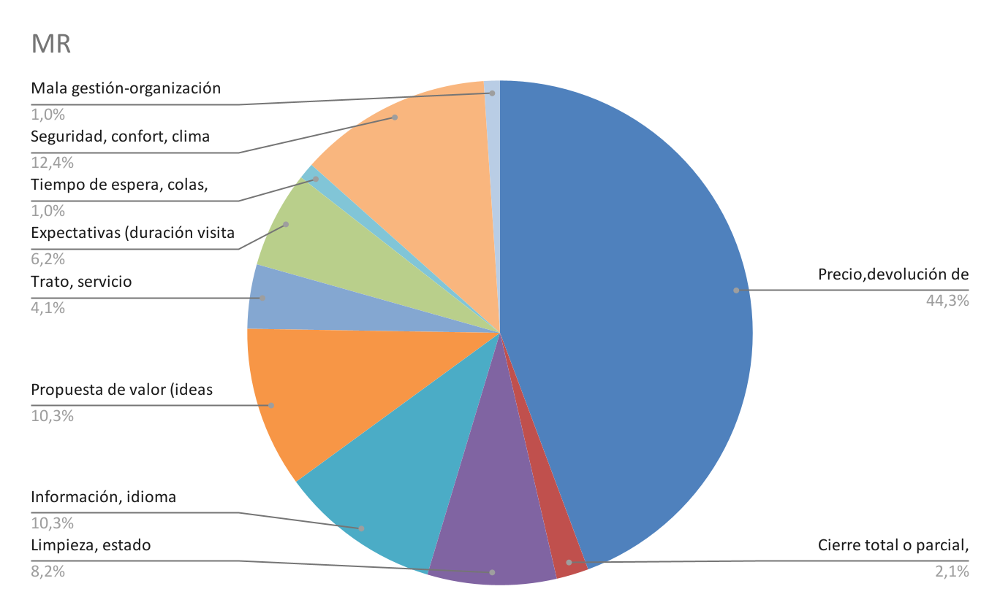 MR
Mala gestión-organización
1,0%
Seguridad, confort, clima
12,4%
Tiempo de espera, colas,
1,0%
Expectativas (duración visita
6,2%
Trato, servicio
4,1%
Propuesta de valor (ideas
10,3%
Información, idioma
10,3%
Limpieza, estado
8,2%
Precio,devolución de
44,3%
Cierre total o parcial,
2,1%